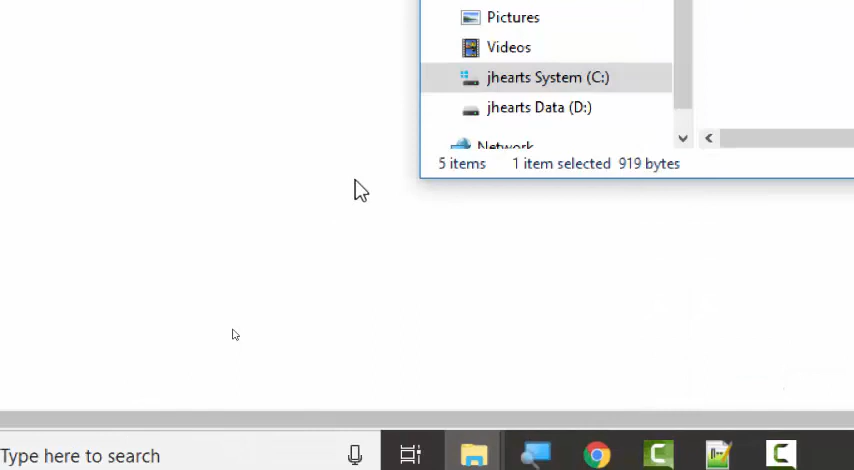 Pictures
Videos
jhearts System (C:)
jhearts Data (D:)
Network
5 items 1 item selected 919 bytes
Type here to search